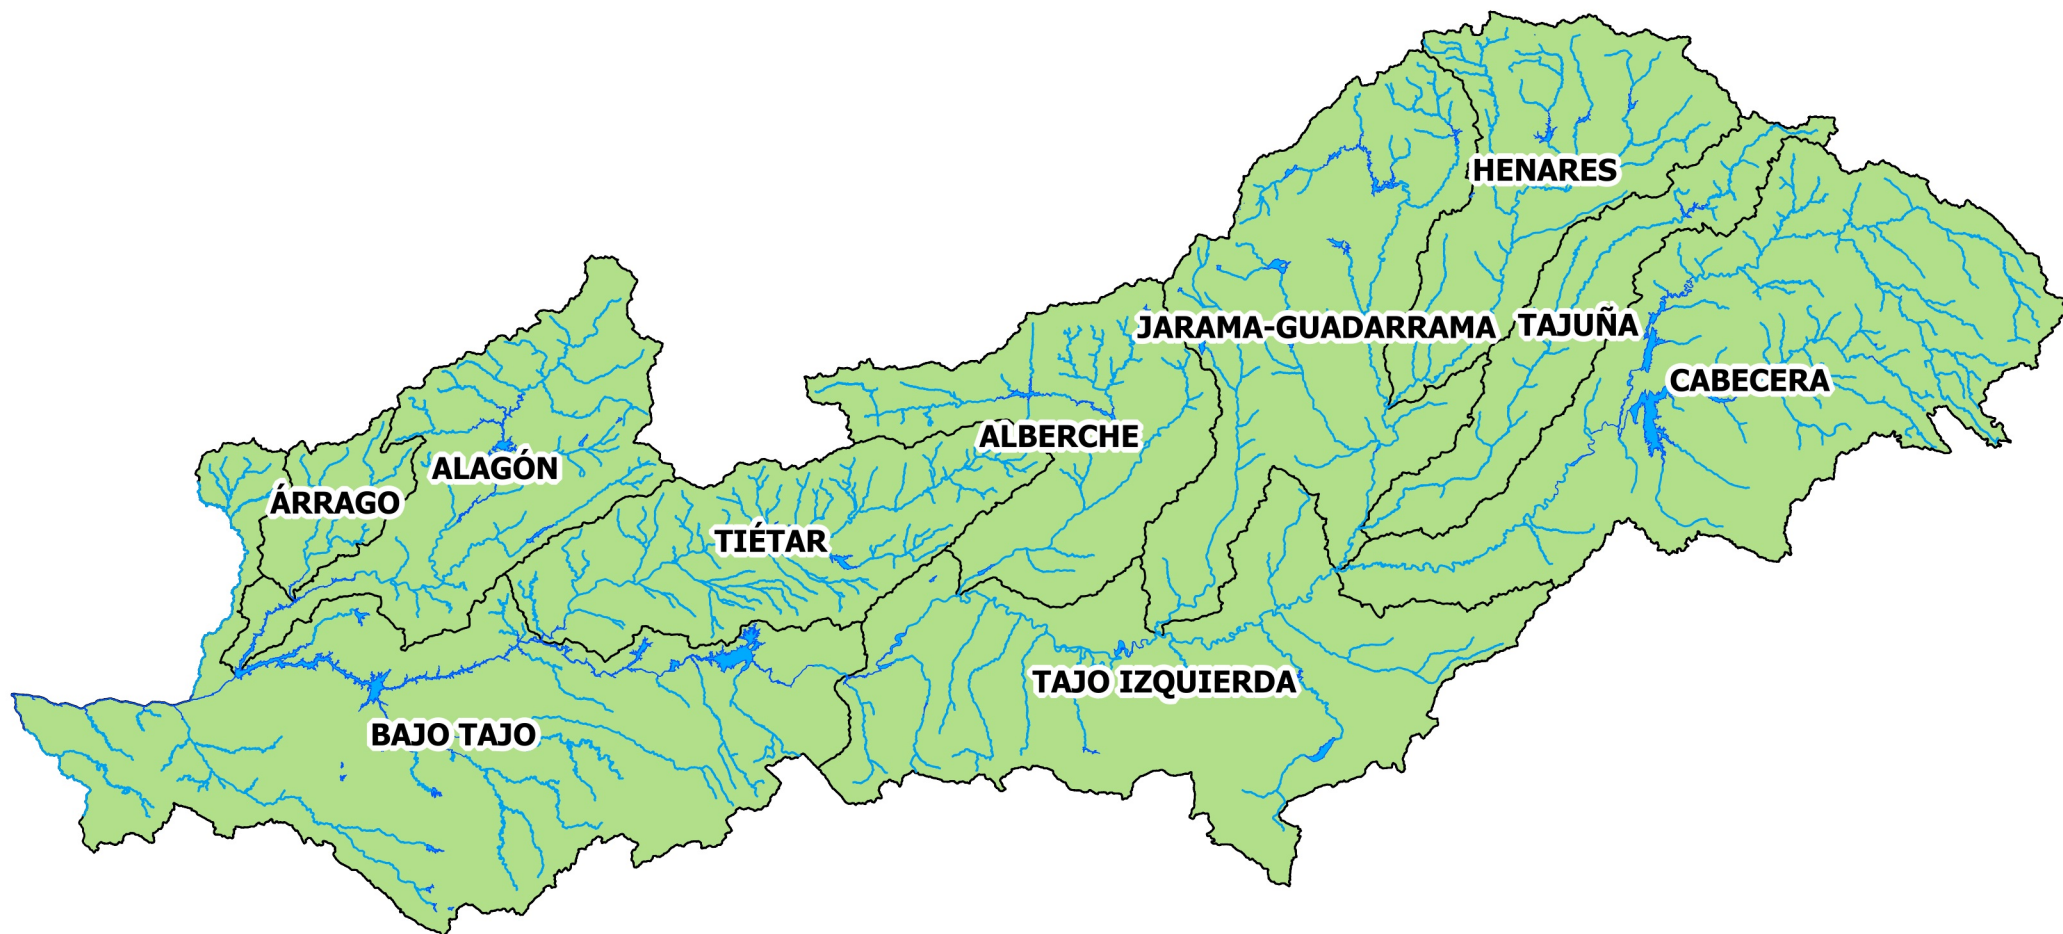 HENARES
JARAMA-GUADARRAMA
TAJUÑA
CABECERA
ALBERCHE
ALAGÓN
ÁRRAGO
TIÉTAR
TAJO IZQUIERDA
BAJO TAJO